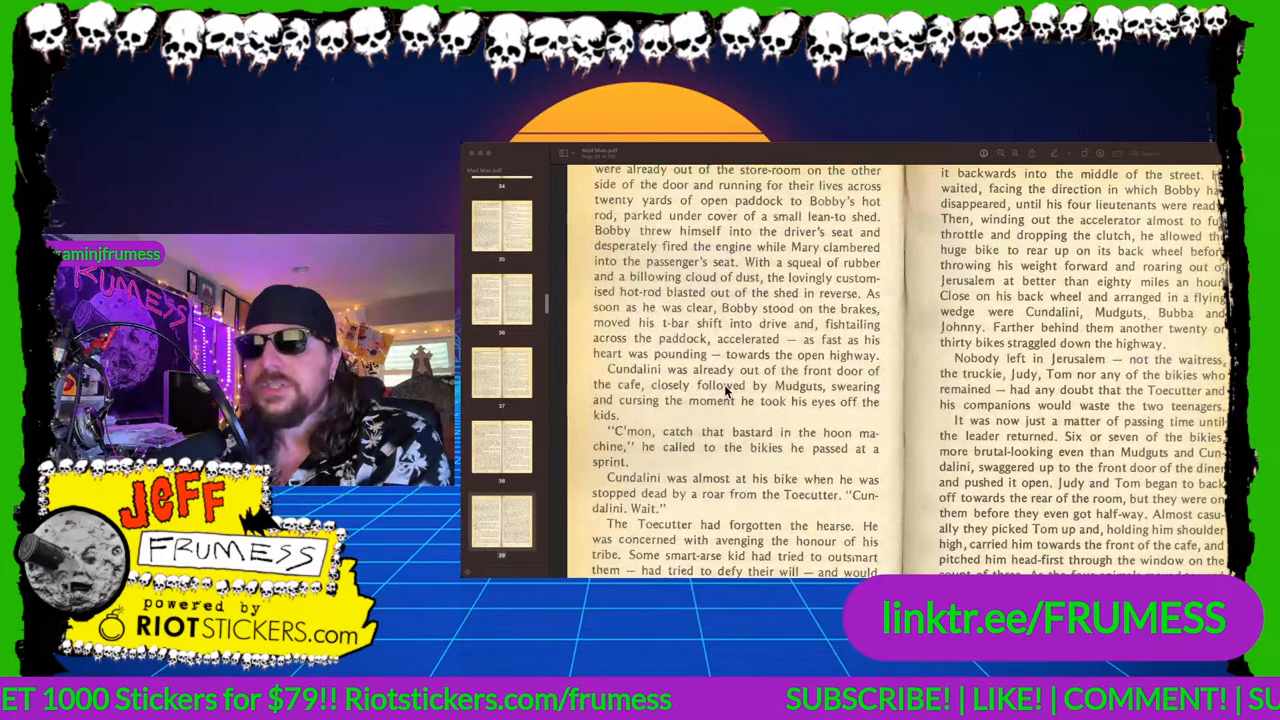 Mad Max.pdf
Mad Max.pdf
34
35
36
37
38
39
were already out of the store-room on the other
side of the door and running for their lives across
twenty yards of open paddock to Bobby's hot
rod, parked under cover of a small lean-to shed.
Bobby threw himself into the driver's seat and
desperately fired the engine while Mary clambered
into the passenger's seat. With a squeal of rubber
and a billowing cloud of dust, the lovingly custom-
ised hot-rod blasted out of the shed in reverse. As
soon as he was clear, Bobby stood on the brakes,
moved his t-bar shift into drive and, fishtailing
across the paddock, accelerated — as fast as his
heart was pounding — towards the open highway.
Cundalini was already out of the front door of
the cafe, closely followed by Mudguts, swearing
and cursing the moment he took his eyes off the
kids.
"C'mon, catch that bastard in the hoon ma-
chine," he called to the bikies he passed at a
sprint.
Cundalini was almost at his bike when he was
stopped dead by a roar from the Toecutter. "Cun-
dalini. Wait."
The Toecutter had forgotten the hearse. He
was concerned with avenging the honour of his
tribe. Some smart-arse kid had tried to outsmart
them — had tried to defy their will — and would
it backwards into the middle of the street.
waited, facing the direction in which Bobby ha
disappeared, until his four lieutenants were ready
Then, winding out the accelerator almost to fu
throttle and dropping the clutch, he allowed th
huge bike to rear up on its back wheel before
throwing his weight forward and roaring out of
Jerusalem at better than eighty miles an hour
Close on his back wheel and arranged in a flying
wedge were Cundalini, Mudguts, Bubba and
Johnny. Farther behind them another twenty or
thirty bikes straggled down the highway.
Nobody left in Jerusalem — not the waitress,
the truckie, Judy, Tom nor any of the bikies who
remained — had any doubt that the Toecutter and
his companions would waste the two teenagers.
It was now just a matter of passing time until
the leader returned. Six or seven of the bikies,
more brutal-looking even than Mudguts and Cun-
dalini, swaggered up to the front door of the diner
and pushed it open. Judy and Tom began to back
off towards the rear of the room, but they were on
them before they even got half-way. Almost casu-
ally they picked Tom up and, holding him shoulder
high, carried him towards the front of the cafe, and
pitched him head-first through the window on the
raminjfrumess
FRUMESS
JEFF
FRUMESS
powered by
RIOTSTICKERS.com
linktr.ee/FRUMESS
ET 1000 Stickers for $79!! Riotstickers.com/frumess SUBSCRIBE! | LIKE! | COMMENT! | SU